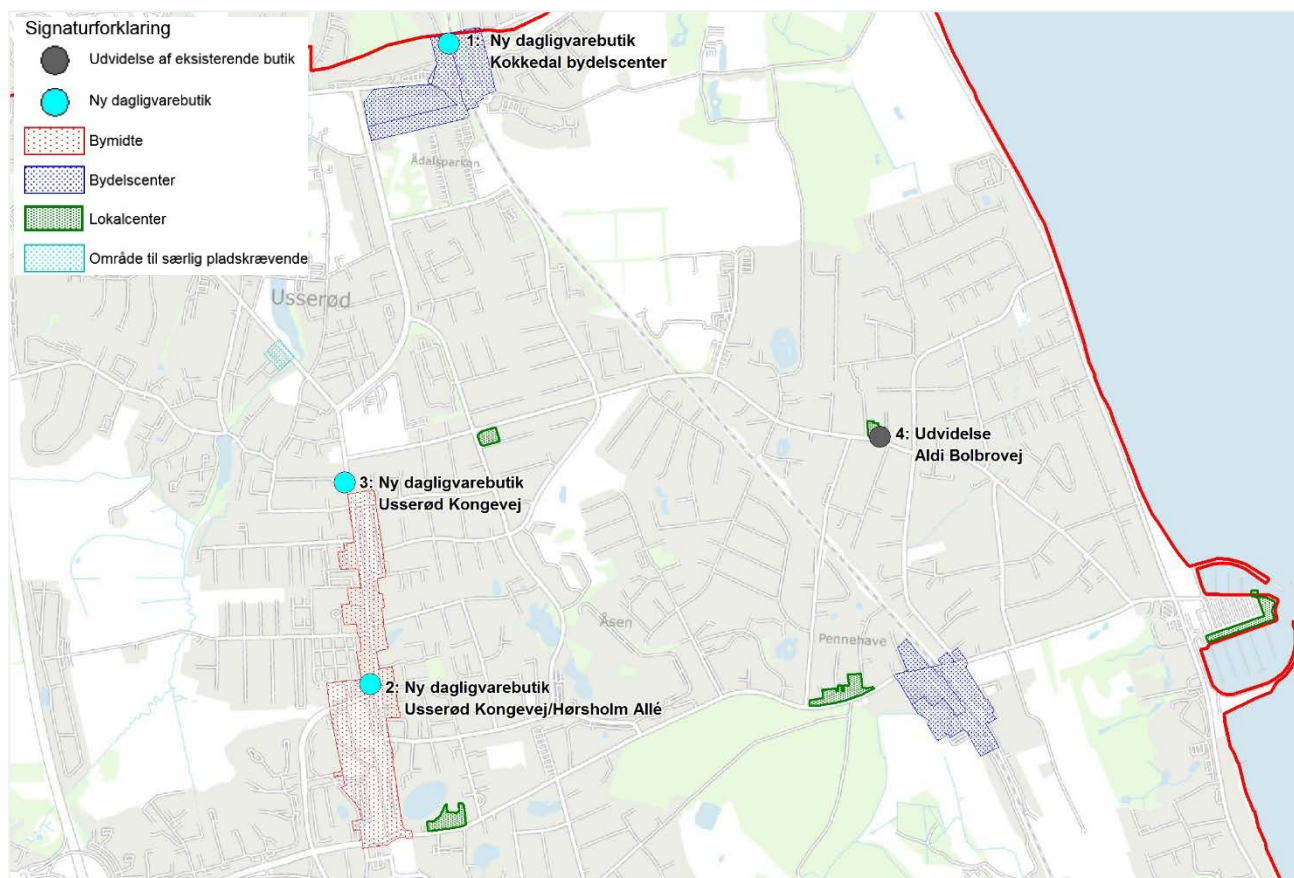 Signaturforklaring
Udvidelse af eksisterende butik
Ny dagligvarebutik
Bymidte
Bydelscenter
Lokalcenter
Område til særlig pladskrævende
1: Ny dagligvarebutik
Kokkedal bydelscenter
Ådalsparken
Usserød
4: Udvidelse
Aldi Bolbrovej
3: Ny dagligvarebutik
Usserød Kongevej
Åsen
Pennehave
2: Ny dagligvarebutik
Usserød Kongevej/Hørsholm Allé